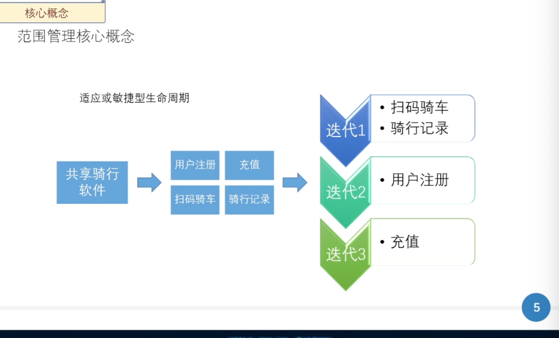 核心概念
范围管理核心概念
适应或敏捷型生命周期
共享骑行
软件
用户注册
充值
扫码骑车
骑行记录
迭代1
• 扫码骑车
• 骑行记录
迭代2
• 用户注册
迭代3
• 充值
5